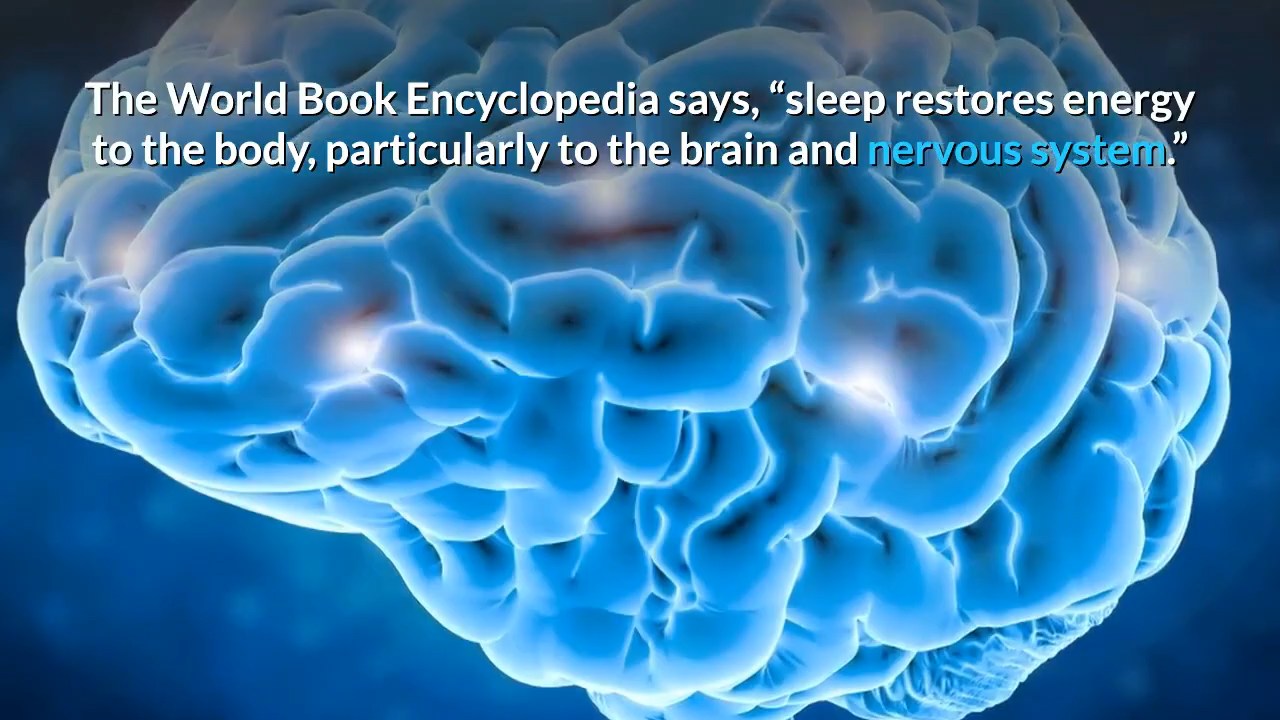 The World Book Encyclopedia says, “sleep restores energy
to the body, particularly to the brain and nervous system.”